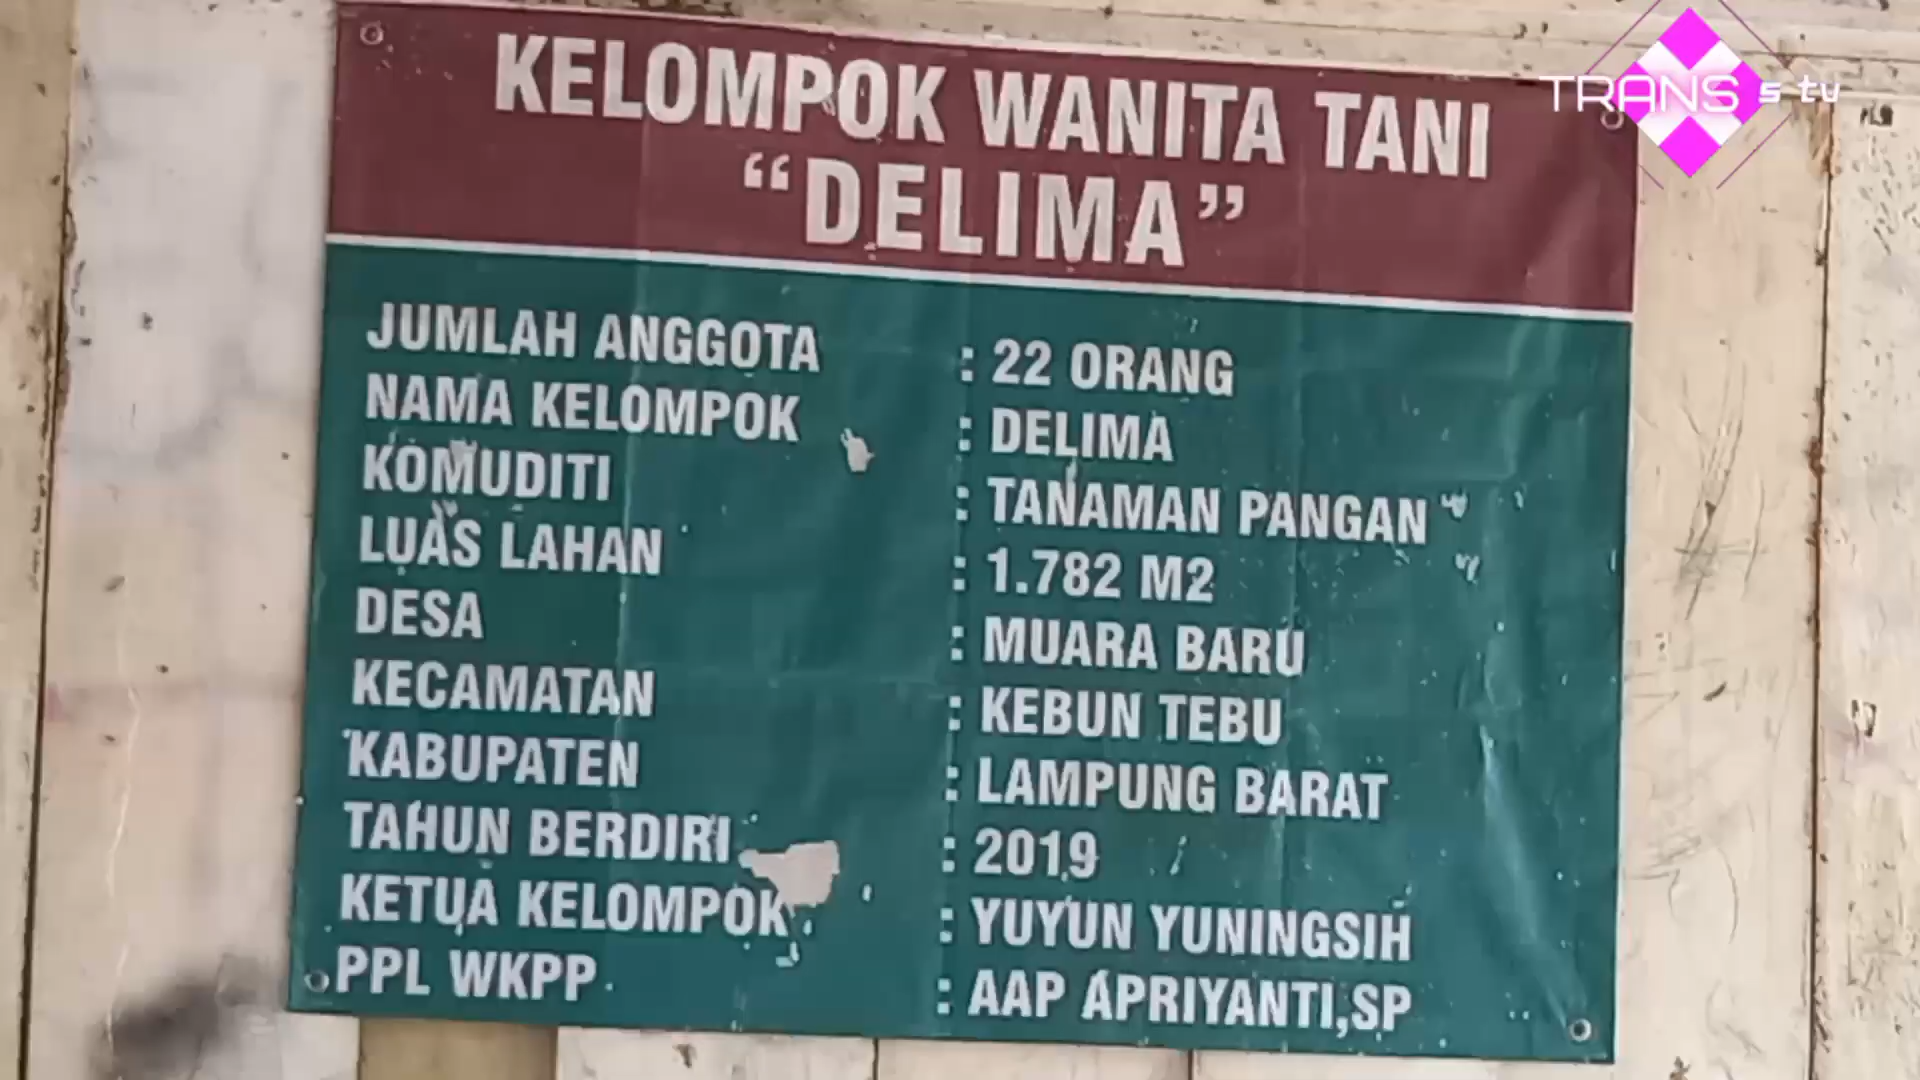 KELOMPOK WANITA TANI
“DELIMA”
JUMLAH ANGGOTA : 22 ORANG
NAMA KELOMPOK : DELIMA
KOMUDITI : TANAMAN PANGAN
LUAS LAHAN : 1.782 M2
DESA : MUARA BARU
KECAMATAN : KEBUN TEBU
KABUPATEN : LAMPUNG BARAT
TAHUN BERDIRI : 2019
KETUA KELOMPOK : YUYUN YUNINGSIH
PPL WKPP : AAP APRIYANTI,SP
TRANS s tv